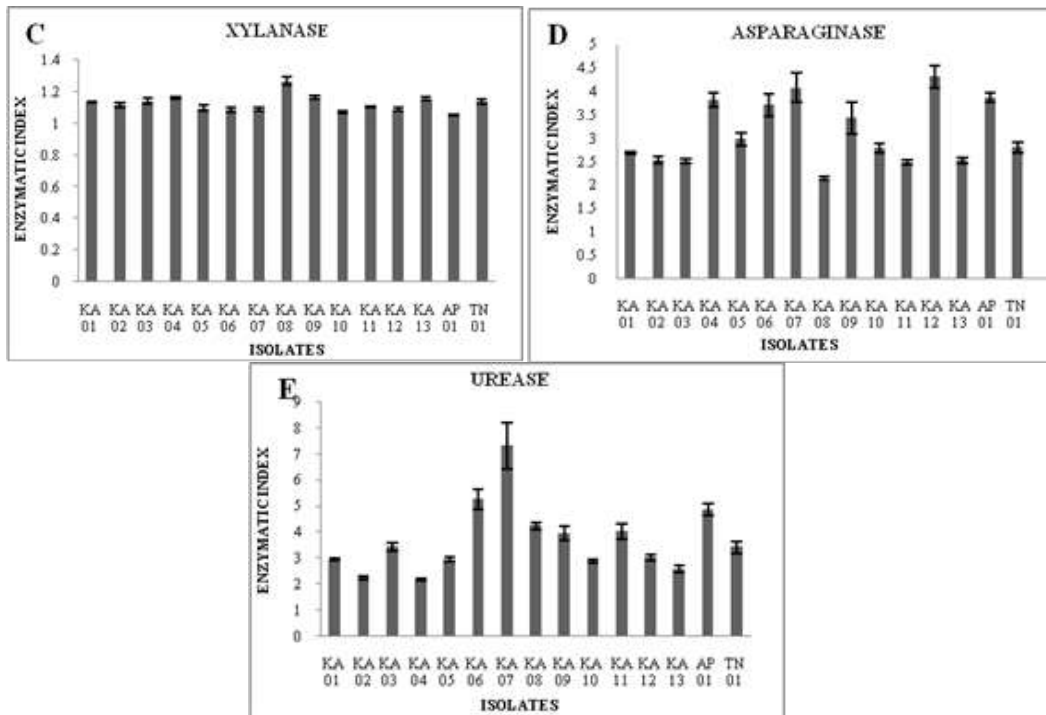 C
XYLANASE
ENZYMATIC INDEX
1.4
1.2
1
0.8
0.6
0.4
0.2
0
KA KA KA KA KA KA KA KA KA KA KA KA KA AP TN
01 02 03 04 05 06 07 08 09 10 11 12 13 01 01
ISOLATES
D
ASPARAGINASE
ENZYMATIC INDEX
5
4.5
4
3.5
3
2.5
2
1.5
1
0.5
0
KA KA KA KA KA KA KA KA KA KA KA KA KA AP TN
01 02 03 04 05 06 07 08 09 10 11 12 13 01 01
ISOLATES
E
UREASE
ENZYMATIC INDEX
9
8
7
6
5
4
3
2
1
0
KA KA KA KA KA KA KA KA KA KA KA KA KA AP TN
01 02 03 04 05 06 07 08 09 10 11 12 13 01 01
ISOLATES